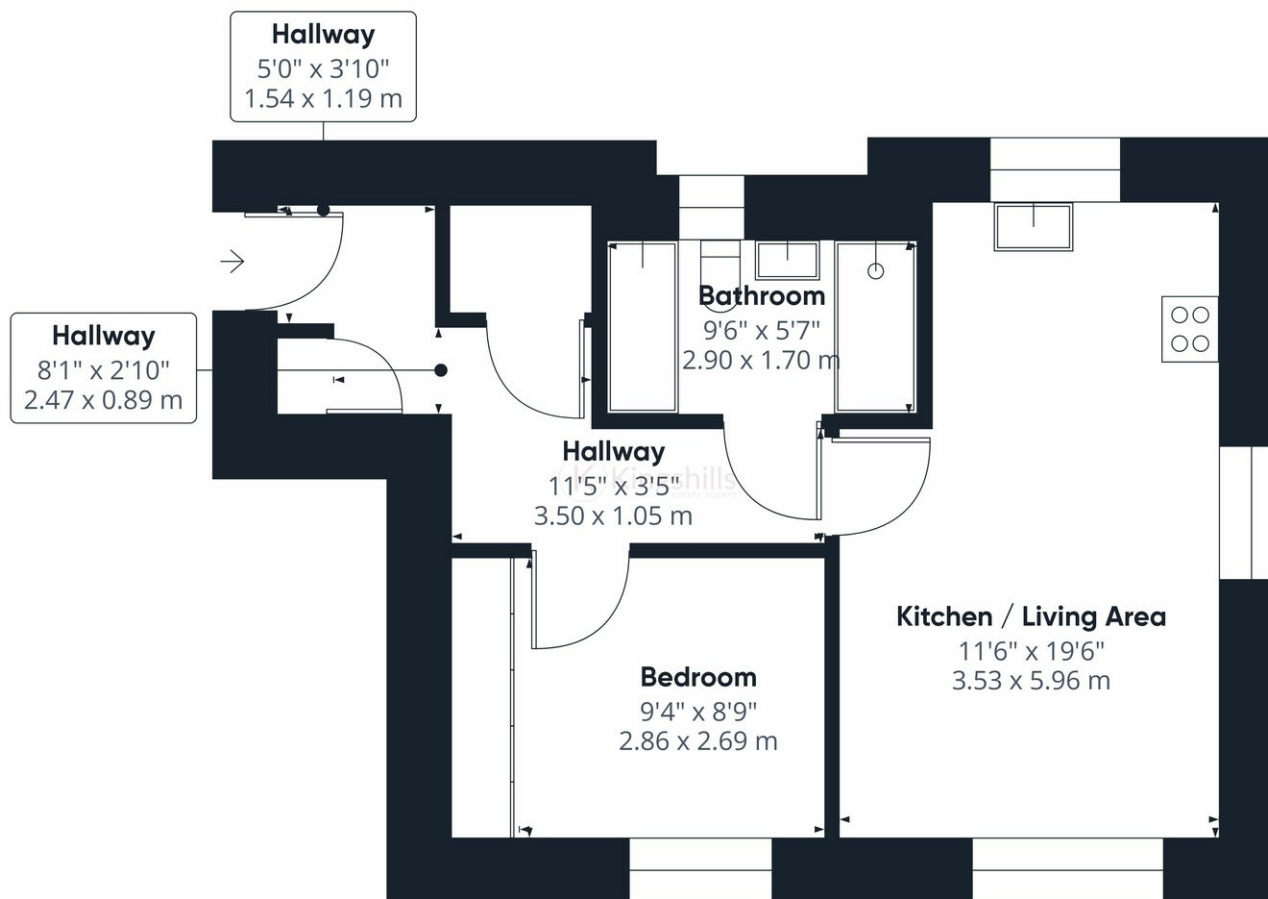 Hallway
5'0" x 3'10"
1.54 x 1.19 m
Hallway
8'1" x 2'10"
2.47 x 0.89 m
Bathroom
9'6" x 5'7"
2.90 x 1.70 m
Hallway
11'5" x 3'5"
3.50 x 1.05 m
Kitchen / Living Area
11'6" x 19'6"
3.53 x 5.96 m
Bedroom
9'4" x 8'9"
2.86 x 2.69 m